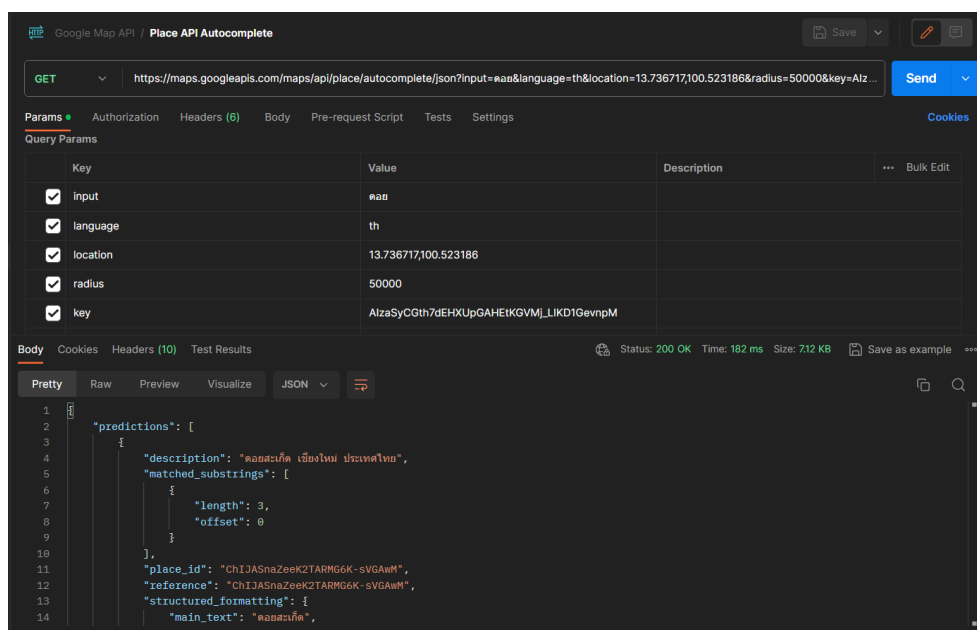 HTTP Google Map API / Place API Autocomplete Save
GET https://maps.googleapis.com/maps/api/place/autocomplete/json?input=ดอย&language=th&location=13.736717,100.523186&radius=50000&key=AIz... Send
Params Authorization Headers (6) Body Pre-request Script Tests Settings Cookies
Query Params
Key Value Description ••• Bulk Edit
input ดอย
language th
location 13.736717,100.523186
radius 50000
key AIzaSyCGth7dEHXUpGAHEtKGVMj_LIKD1GevnpM
Body Cookies Headers (10) Test Results Status: 200 OK Time: 182 ms Size: 7.12 KB Save as example
Pretty Raw Preview Visualize JSON
1 {
2 "predictions": [
3 {
4 "description": "ดอยสะเก็ด เชียงใหม่ ประเทศไทย",
5 "matched_substrings": [
6 {
7 "length": 3,
8 "offset": 0
9 }
10 ],
11 "place_id": "ChIJASnaZeeK2TARMG6K-sVGAwM",
12 "reference": "ChIJASnaZeeK2TARMG6K-sVGAwM",
13 "structured_formatting": {
14 "main_text": "ดอยสะเก็ด",